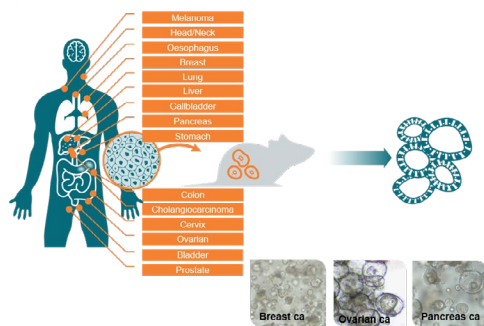 Melanoma
Head/Neck
Oesophagus
Breast
Lung
Liver
Gallbladder
Pancreas
Stomach
Colon
Cholangiocarcinoma
Cervix
Ovarian
Bladder
Prostate
Breast ca
Ovarian ca
Pancreas ca